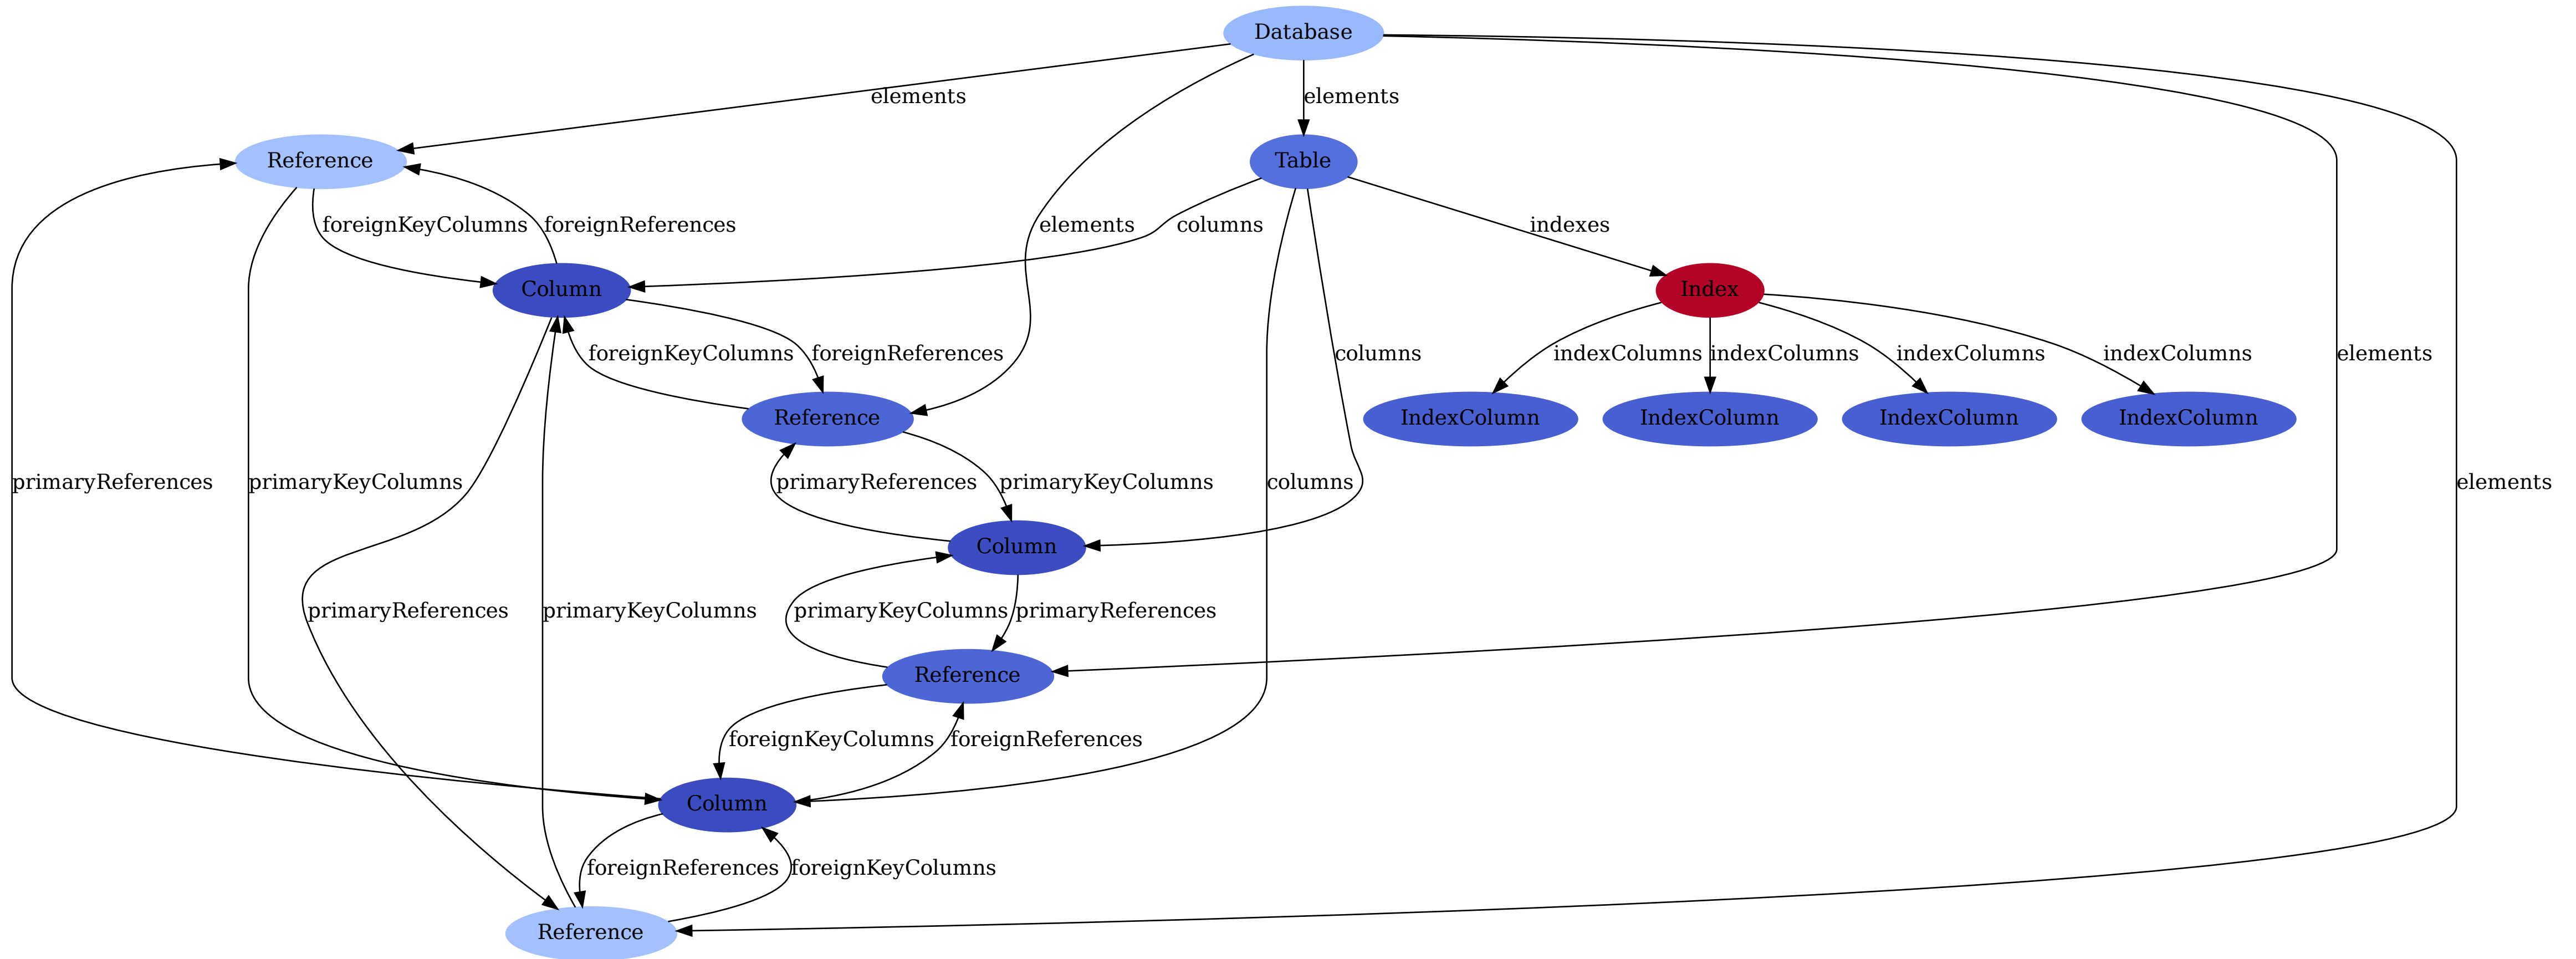 Database
elements
elements
Reference
Table
foreignKeyColumns
foreignReferences
elements
columns
indexes
Column
Index
foreignKeyColumns
foreignReferences
columns
indexColumns
indexColumns
indexColumns
indexColumns
elements
Reference
IndexColumn
IndexColumn
IndexColumn
IndexColumn
primaryReferences
primaryKeyColumns
primaryReferences
primaryKeyColumns
columns
elements
Column
primaryReferences
primaryKeyColumns
primaryKeyColumns
primaryReferences
Reference
foreignKeyColumns
foreignReferences
Column
foreignReferences
foreignKeyColumns
Reference